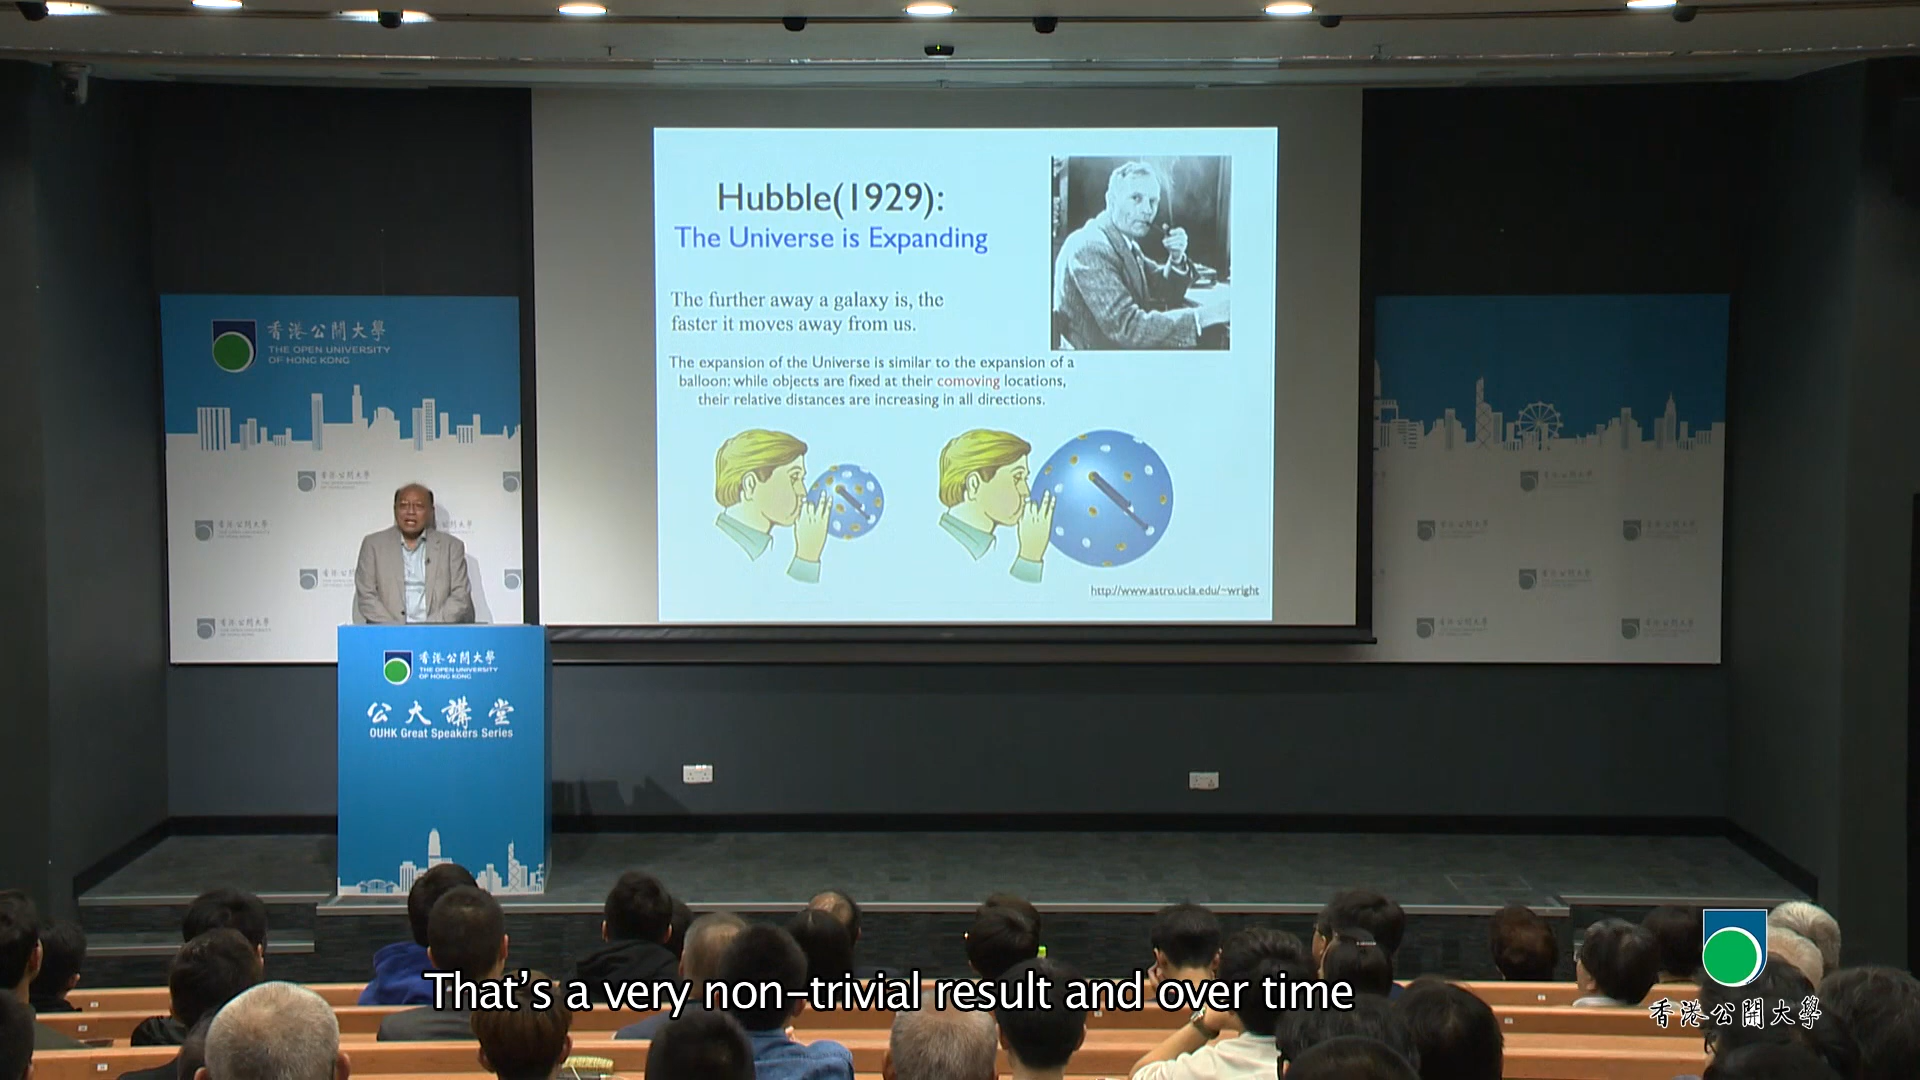 Hubble(1929):
The Universe is Expanding
The further away a galaxy is, the
faster it moves away from us.
The expansion of the Universe is similar to the expansion of a
balloon: while objects are fixed at their comoving locations,
their relative distances are increasing in all directions.
http://www.astro.ucla.edu/~wright
香港公開大學
THE OPEN UNIVERSITY
OF HONG KONG
香港公開大學
THE OPEN UNIVERSITY
OF HONG KONG
公大講堂
OUHK Great Speakers Series
That's a very non-trivial result and over time
香港公開大學